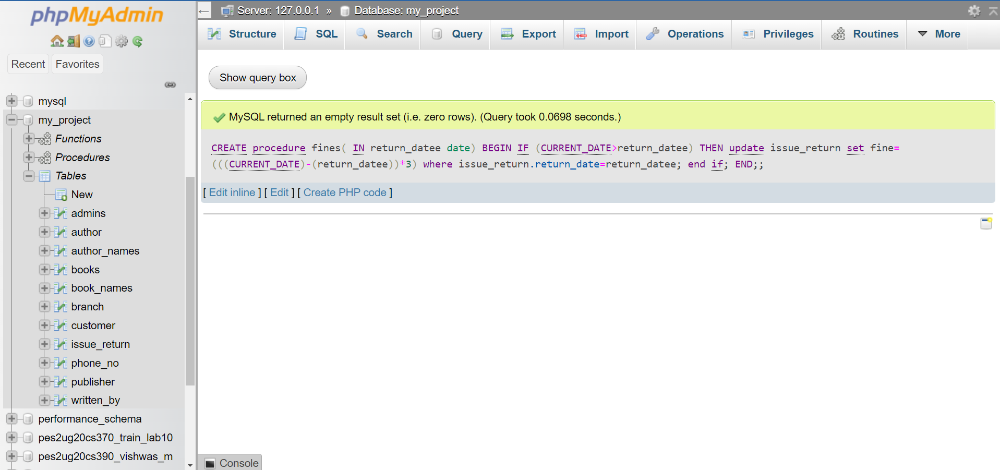 phpMyAdmin
Recent Favorites
mysql
my_project
Functions
Procedures
Tables
New
admins
author
author_names
books
book_names
branch
customer
issue_return
phone_no
publisher
written_by
performance_schema
pes2ug20cs370_train_lab10
pes2ug20cs390_vishwas_m
← Server: 127.0.0.1 » Database: my_project
Structure SQL Search Query Export Import Operations Privileges Routines More
Show query box
MySQL returned an empty result set (i.e. zero rows). (Query took 0.0698 seconds.)
CREATE procedure fines( IN return_datee date) BEGIN IF (CURRENT_DATE>return_datee) THEN update issue_return set fine=
(((CURRENT_DATE)-(return_datee))*3) where issue_return.return_date=return_datee; end if; END;;
[ Edit inline ] [ Edit ] [ Create PHP code ]
Console